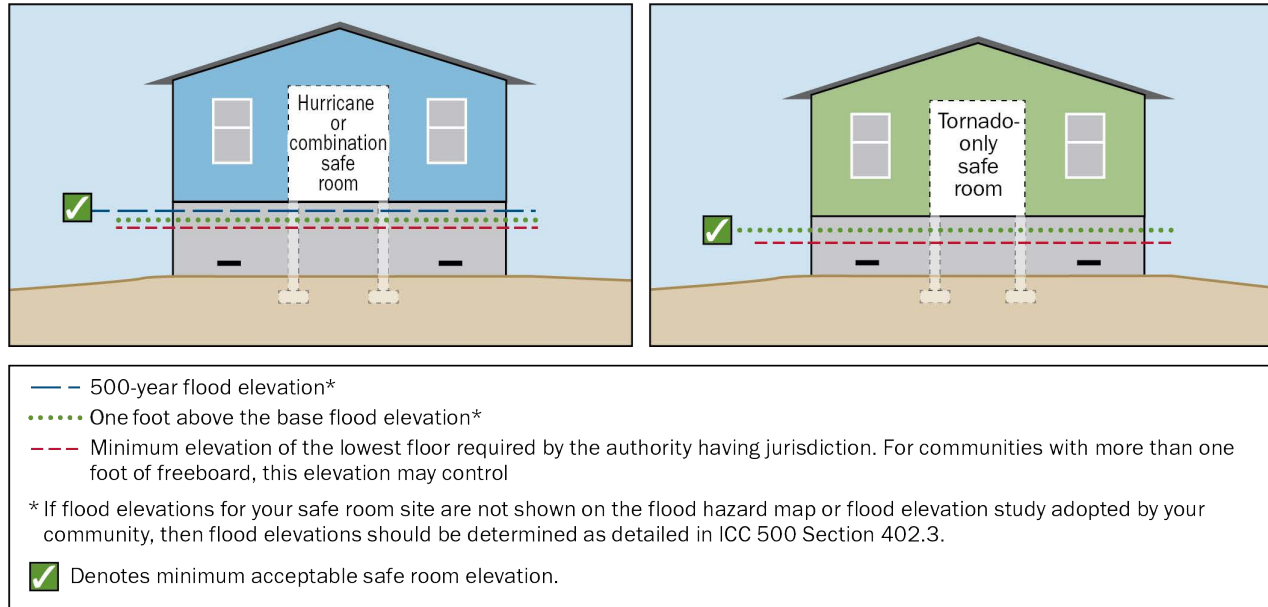 Hurricane
or
combination
safe
room
Tornado-
only
safe
room
500-year flood elevation*
One foot above the base flood elevation*
Minimum elevation of the lowest floor required by the authority having jurisdiction. For communities with more than one
foot of freeboard, this elevation may control
* If flood elevations for your safe room site are not shown on the flood hazard map or flood elevation study adopted by your
community, then flood elevations should be determined as detailed in ICC 500 Section 402.3.
Denotes minimum acceptable safe room elevation.